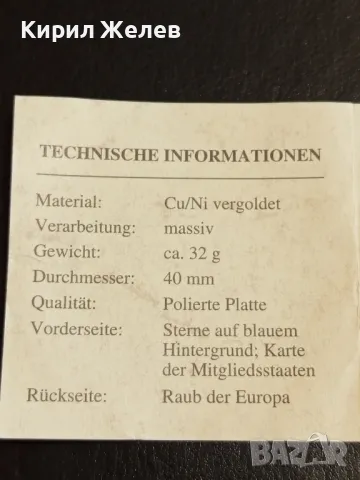 Кирил Желев
TECHNISCHE INFORMATIONEN
Material: Cu/Ni vergoldet
Verarbeitung: massiv
Gewicht: ca. 32 g
Durchmesser: 40 mm
Qualität: Polierte Platte
Vorderseite: Sterne auf blauem
Hintergrund; Karte
der Mitgliedsstaaten
Rückseite: Raub der Europa
BAZAR